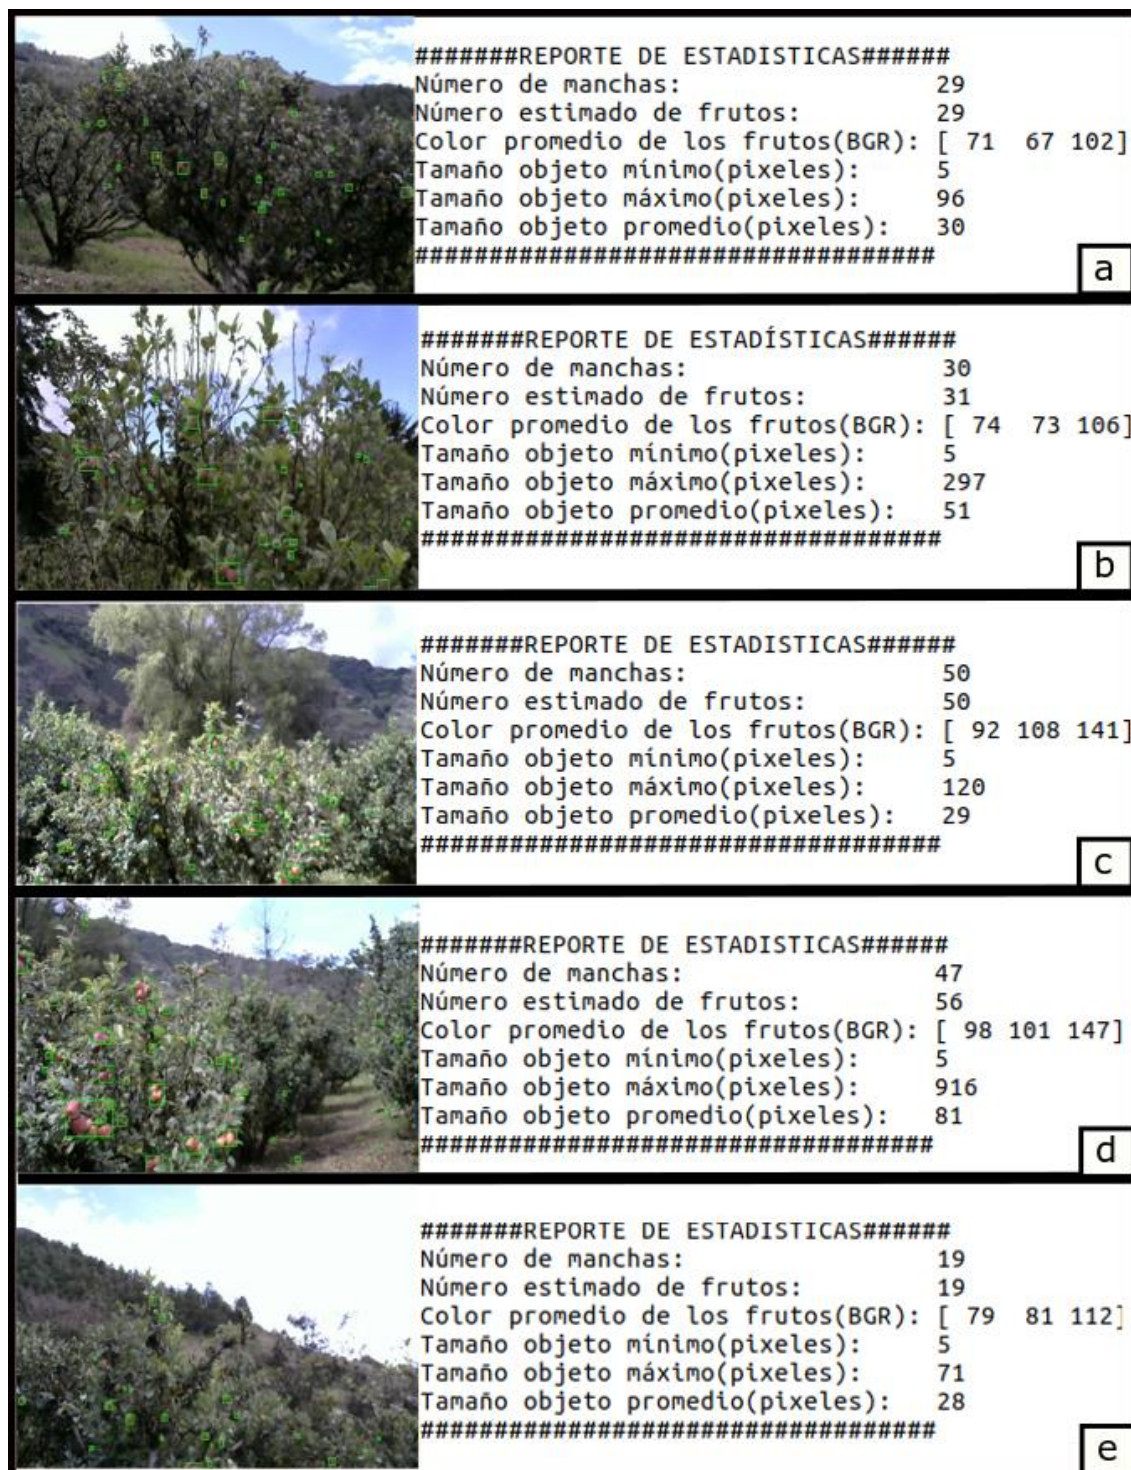 #######REPORTE DE ESTADISTICAS######
Número de manchas: 29
Número estimado de frutos: 29
Color promedio de los frutos(BGR): [ 71  67 102]
Tamaño objeto mínimo(pixeles): 5
Tamaño objeto máximo(pixeles): 96
Tamaño objeto promedio(pixeles): 30
###################################
a
#######REPORTE DE ESTADÍSTICAS######
Número de manchas: 30
Número estimado de frutos: 31
Color promedio de los frutos(BGR): [ 74  73 106]
Tamaño objeto mínimo(pixeles): 5
Tamaño objeto máximo(pixeles): 297
Tamaño objeto promedio(pixeles): 51
###################################
b
#######REPORTE DE ESTADISTICAS######
Número de manchas: 50
Número estimado de frutos: 50
Color promedio de los frutos(BGR): [ 92 108 141]
Tamaño objeto mínimo(pixeles): 5
Tamaño objeto máximo(pixeles): 120
Tamaño objeto promedio(pixeles): 29
###################################
c
#######REPORTE DE ESTADISTICAS######
Número de manchas: 47
Número estimado de frutos: 56
Color promedio de los frutos(BGR): [ 98 101 147]
Tamaño objeto mínimo(pixeles): 5
Tamaño objeto máximo(pixeles): 916
Tamaño objeto promedio(pixeles): 81
###################################
d
#######REPORTE DE ESTADISTICAS######
Número de manchas: 19
Número estimado de frutos: 19
Color promedio de los frutos(BGR): [ 79  81 112]
Tamaño objeto mínimo(pixeles): 5
Tamaño objeto máximo(pixeles): 71
Tamaño objeto promedio(pixeles): 28
###################################
e